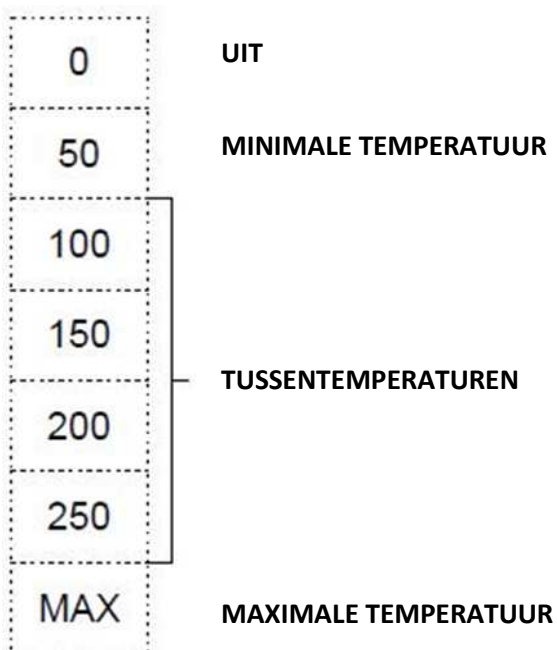 0 UIT
50 MINIMALE TEMPERATUUR
100
150
TUSSENTEMPERATUREN
200
250
MAX MAXIMALE TEMPERATUUR